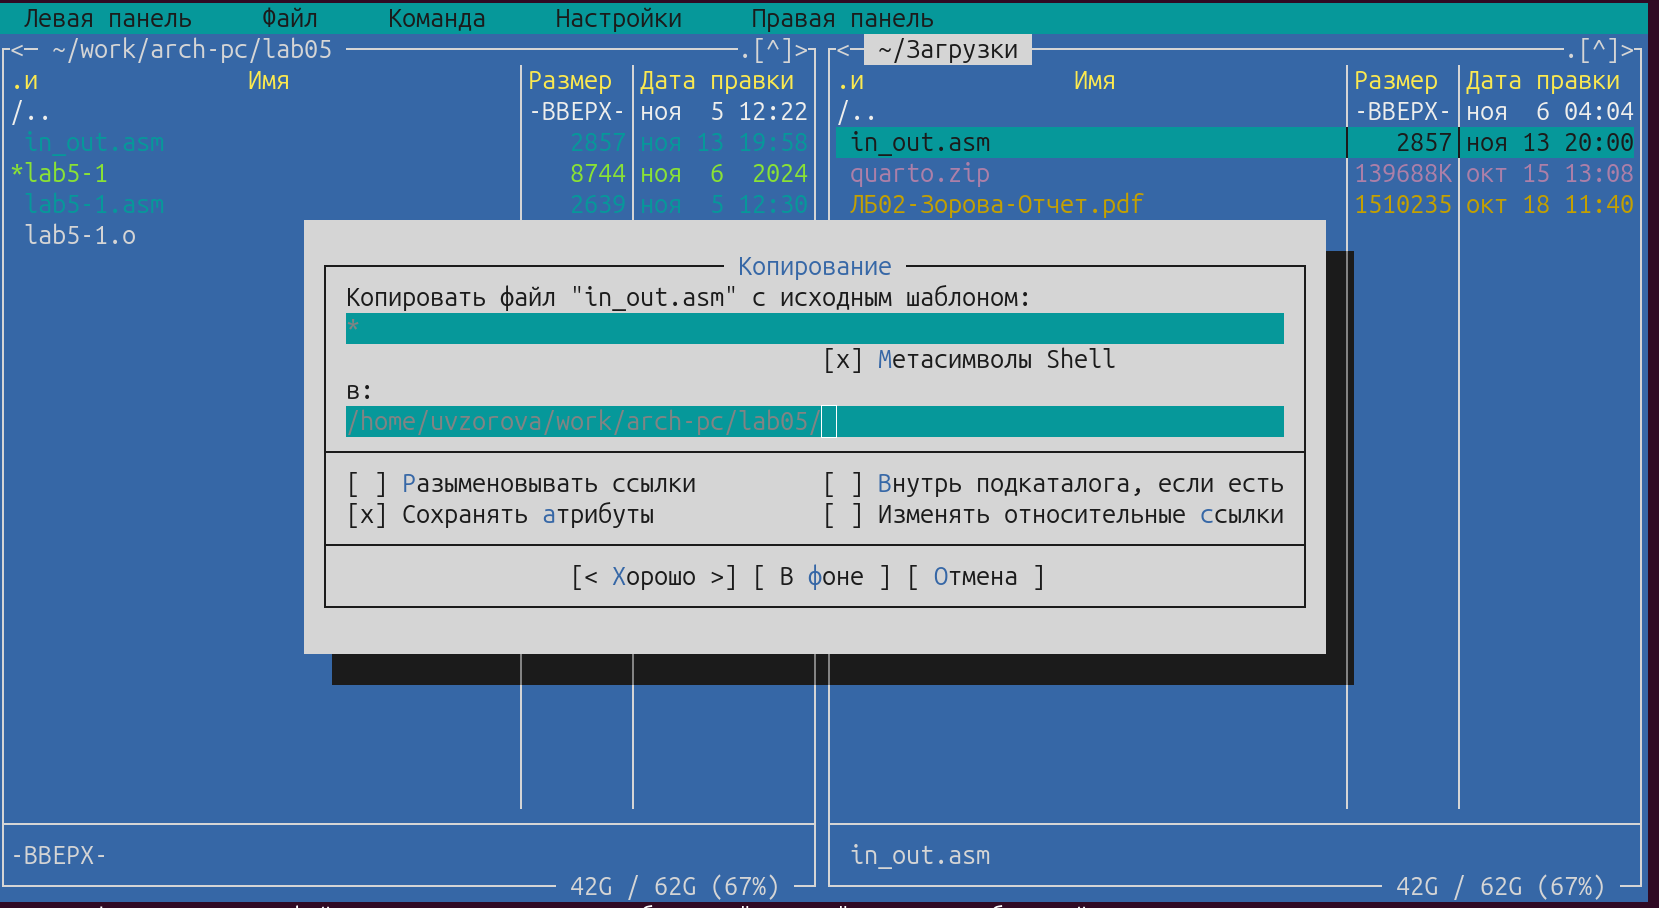 Левая панель Файл Команда Настройки Правая панель
<─ ~/work/arch-pc/lab05 .[^]>
.и Имя Размер Дата правки
/.. -ВВЕРХ- ноя 5 12:22
in_out.asm 2857 ноя 13 19:58
*lab5-1 8744 ноя 6 2024
lab5-1.asm 2639 ноя 5 12:30
lab5-1.o
<─ ~/Загрузки .[^]>
.и Имя Размер Дата правки
/.. -ВВЕРХ- ноя 6 04:04
in_out.asm 2857 ноя 13 20:00
quarto.zip 139688K окт 15 13:08
ЛБ02-Зорова-Отчет.pdf 1510235 окт 18 11:40
Копирование
Копировать файл "in_out.asm" с исходным шаблоном:
*
[x] Метасимволы Shell
в:
/home/uvzorova/work/arch-pc/lab05/
[ ] Разыменовывать ссылки [ ] Внутрь подкаталога, если есть
[x] Сохранять атрибуты [ ] Изменять относительные ссылки
[< Хорошо >] [ В фоне ] [ Отмена ]
-ВВЕРХ-
42G / 62G (67%)
in_out.asm
42G / 62G (67%)